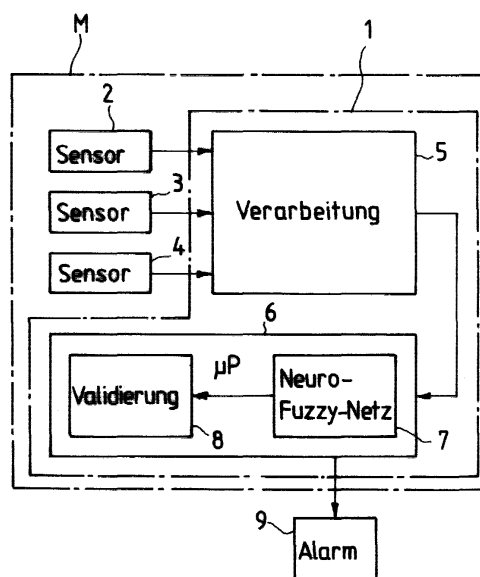 M
1
2
Sensor
3
Sensor
4
Sensor
5
Verarbeitung
6
µP
Validierung
8
Neuro-
Fuzzy-Netz
7
9
Alarm